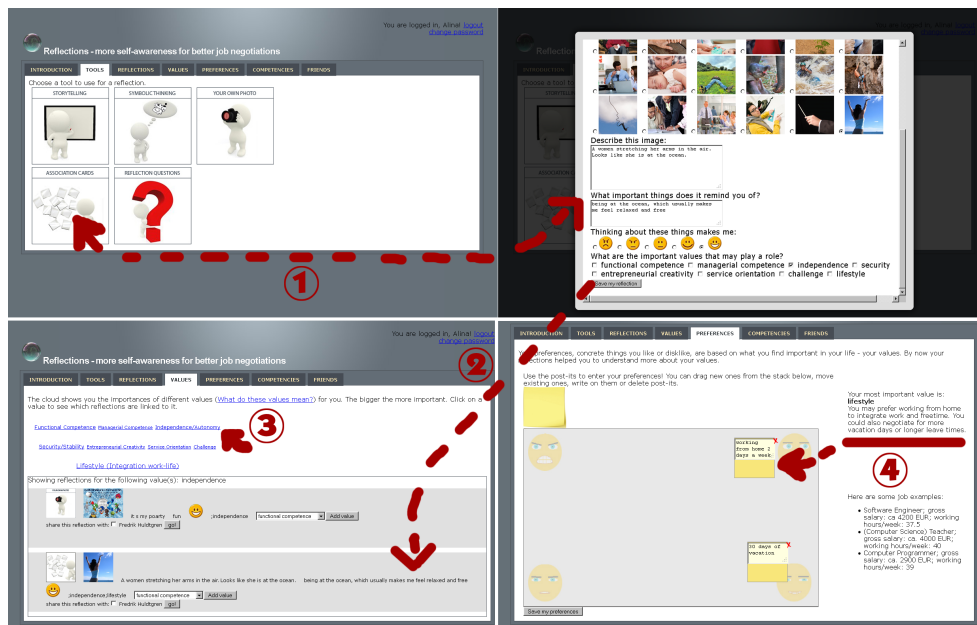 You are logged in, Alina! logout
change password
Reflections - more self-awareness for better job negotiations
INTRODUCTION TOOLS REFLECTIONS VALUES PREFERENCES COMPETENCIES FRIENDS
Choose a tool to use for a reflection.
STORYTELLING SYMBOLIC THINKING YOUR OWN PHOTO
ASSOCIATION CARDS REFLECTION QUESTIONS
1
Describe this image:
A women stretching her arms in the air.
Looks like she is at the ocean.
What important things does it remind you of?
being at the ocean, which usually makes
me feel relaxed and free
Thinking about these things makes me:
What are the important values that may play a role?
functional competence managerial competence independence security
entrepreneurial creativity service orientation challenge lifestyle
Save my reflection
You are logged in, Alina! logout
change password
2
Reflections - more self-awareness for better job negotiations
INTRODUCTION TOOLS REFLECTIONS VALUES PREFERENCES COMPETENCIES FRIENDS
The cloud shows you the importances of different values (What do these values mean?) for you. The bigger the more important. Click on a
value to see which reflections are linked to it.
3
Functional Competence Managerial Competence Independence/Autonomy
Security/Stability Entrepreneurial Creativity Service Orientation Challenge
Lifestyle (Integration work-life)
Showing reflections for the following value(s): independence
it s my poarty fun ;independence functional competence Add value
share this reflection with: Fredrik Huldtgren go!
A women stretching her arms in the air. Looks like she is at the ocean. being at the ocean, which usually makes me feel relaxed and free
;independence,lifestyle functional competence Add value
share this reflection with: Fredrik Huldtgren go!
INTRODUCTION TOOLS REFLECTIONS VALUES PREFERENCES COMPETENCIES FRIENDS
preferences, concrete things you like or dislike, are based on what you find important in your life - your values. By now your
helped you to understand more about your values.
Use the post-its to enter your preferences! You can drag new ones from the stack below, move
existing ones, write on them or delete post-its.
Working
from home 2
days a week
X
30 days of
vacation
X
Save my preferences
Your most important value is:
lifestyle
You may prefer working from home
to integrate work and freetime. You
could also negotiate for more
vacation days or longer leave times.
4
Here are some job examples:
Software Engineer; gross
salary: ca 4200 EUR; working
hours/week: 37.5
(Computer Science) Teacher;
gross salary: ca. 4000 EUR;
working hours/week: 40
Computer Programmer; gross
salary: ca. 2900 EUR; working
hours/week: 39